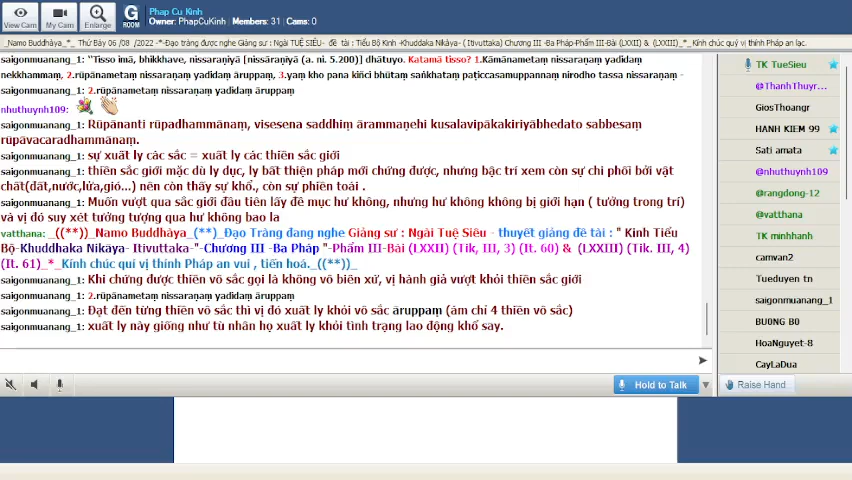 Phap Cu Kinh
Owner: PhapCuKinh | Members: 31 | Cams: 0
View Cam
My Cam
Enlarge
G
ROOM
_Namo Buddhàya_*_ Thứ Bảy 06 /08 /2022 -*-Đạo tràng được nghe Giảng sư : Ngài TUỆ SIÊU- đề tài : Tiểu Bộ Kinh -Khuddaka Nikàya- ( Itivuttaka) Chương III -Ba Pháp-Phẩm III-Bài (LXXII) & (LXXIII)_*_ Kính chúc quý vị pháp an lạc.
saigonmuanang_1: “Tisso imā, bhikkhave, nissaraṇiyā [nissāraṇīyā (a. ni. 5.200)] dhātuyo. Katamā tisso? 1.Kāmānametaṃ nissaraṇaṃ yadidaṃ
nekkhammaṃ, 2.rūpānametaṃ nissaraṇaṃ yadidaṃ āruppaṃ, 3.yaṃ kho pana kiñci bhūtaṃ saṅkhataṃ paṭiccasamuppannaṃ nirodho tassa nissaraṇaṃ -
saigonmuanang_1: 2.rūpānametaṃ nissaraṇaṃ yadidaṃ āruppaṃ
nhuthuynh109:
saigonmuanang_1: Rūpānanti rūpadhammānaṃ, visesena saddhiṃ ārammaṇehi kusalavipākakiriyābhedato sabbesaṃ
rūpāvacaradhammānaṃ.
saigonmuanang_1: sự xuất ly các sắc = xuất ly các thiền sắc giới
saigonmuanang_1: thiền sắc giới mặc dù ly dục, ly bất thiện pháp mới chứng được, nhưng bậc trí xem còn sự chi phối bởi vật
chất(đất,nước,lửa,gió...) nên còn thấy sự khổ., còn sự phiền toái .
saigonmuanang_1: Muốn vượt qua sắc giới đầu tiên lấy đề mục hư không, nhưng hư không không bị giới hạn ( tưởng trong trí)
và vị đó suy xét tưởng tượng qua hư không bao la
vatthana: _((**))_Namo Buddhàya_(**)_Đạo Tràng đang nghe Giảng sư : Ngài Tuệ Siêu - thuyết giảng đề tài : " Kinh Tiểu
Bộ-Khuddhaka Nikàya- Itivuttaka-"-Chương III -Ba Pháp "-Phẩm III-Bài (LXXII) (Tik, III, 3) (It. 60) & (LXXIII) (Tik. III, 4)
(It. 61)_*_Kính chúc quí vị thính Pháp an vui , tiến hoá._((**))_
saigonmuanang_1: Khi chứng được thiền vô sắc gọi là không vô biên xứ, vị hành giả vượt khỏi thiền sắc giới
saigonmuanang_1: 2.rūpānametaṃ nissaraṇaṃ yadidaṃ āruppaṃ
saigonmuanang_1: Đạt đến từng thiền vô sắc thì vị đó xuất ly khỏi vô sắc āruppaṃ (ám chỉ 4 thiền vô sắc)
saigonmuanang_1: xuất ly này giống như tù nhân họ xuất ly khỏi tình trạng lao động khổ say.
TK TueSieu
@ThanhThuyr...
GiosThoangr
HANH KIEM 99
Sati amata
@nhuthuynh109
@rangdong-12
@vatthana
TK minhhanh
camvan2
Tueduyen tn
saigonmuanang_1
BU0NG B0
HoaNguyet-8
CayLaDua
Hold to Talk
Raise Hand